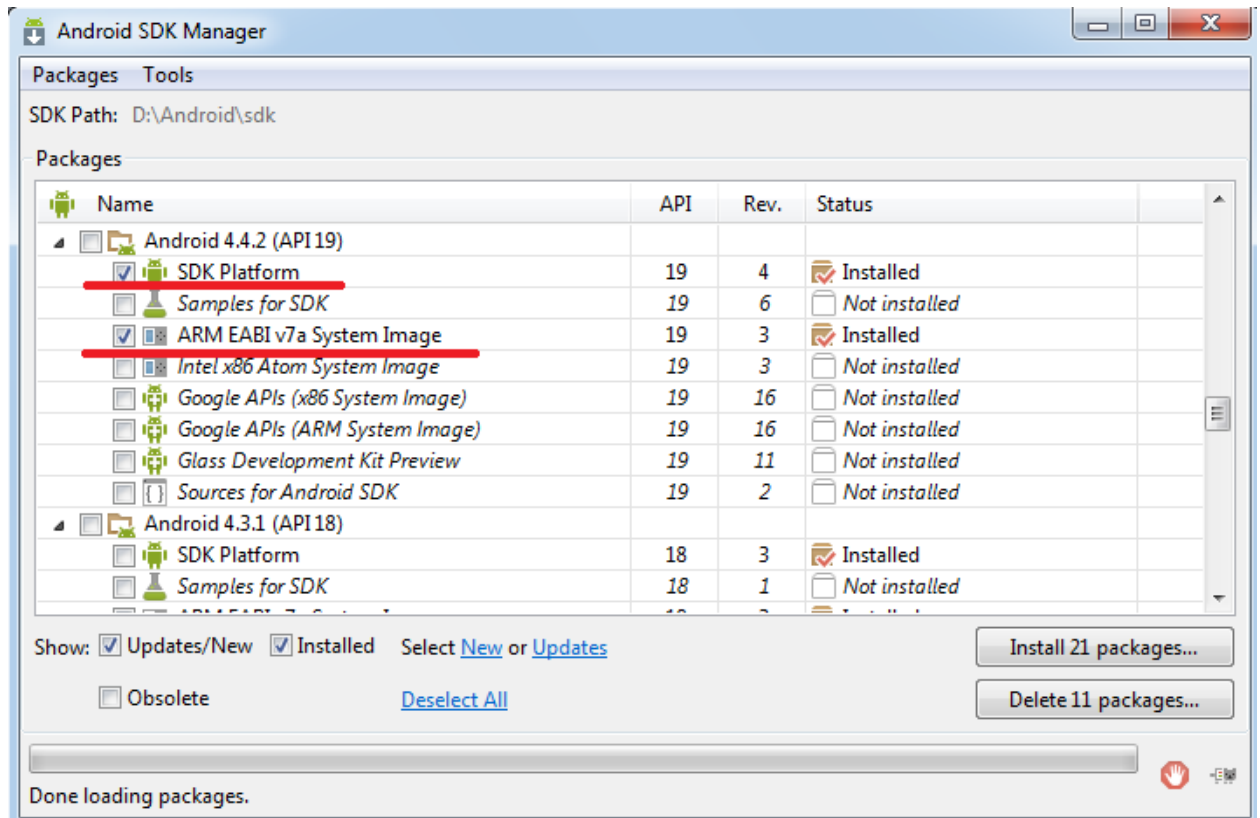 Android SDK Manager
Packages Tools
SDK Path: D:\Android\sdk
Packages
Name API Rev. Status
Android 4.4.2 (API 19)
SDK Platform 19 4 Installed
Samples for SDK 19 6 Not installed
ARM EABI v7a System Image 19 3 Installed
Intel x86 Atom System Image 19 3 Not installed
Google APIs (x86 System Image) 19 16 Not installed
Google APIs (ARM System Image) 19 16 Not installed
Glass Development Kit Preview 19 11 Not installed
Sources for Android SDK 19 2 Not installed
Android 4.3.1 (API 18)
SDK Platform 18 3 Installed
Samples for SDK 18 1 Not installed
Show: Updates/New Installed Select New or Updates Install 21 packages...
Obsolete Deselect All Delete 11 packages...
Done loading packages.